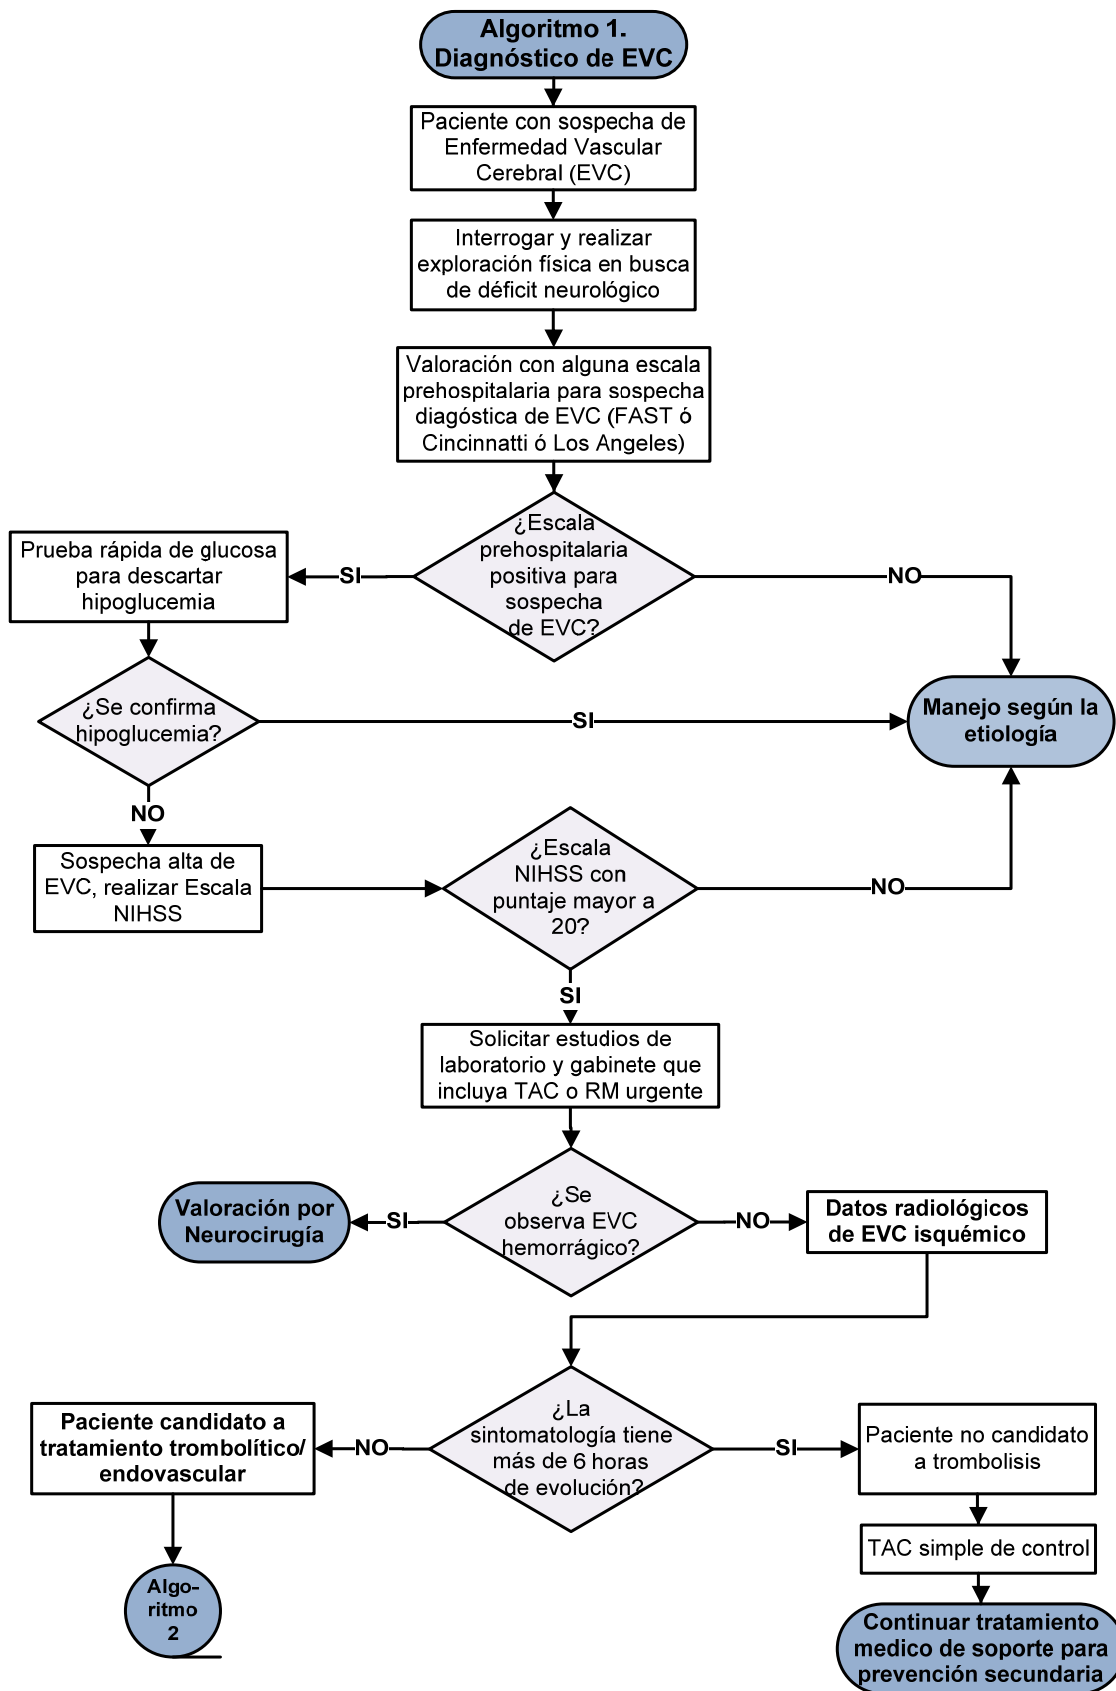 Algoritmo 1.
Diagnóstico de EVC
Paciente con sospecha de
Enfermedad Vascular
Cerebral (EVC)
Interrogar y realizar
exploración física en busca
de déficit neurológico
Valoración con alguna escala
prehospitalaria para sospecha
diagóstica de EVC (FAST ó
Cincinnatti ó Los Angeles)
¿Escala
prehospitalaria
positiva para
sospecha
de EVC?
SI
NO
Prueba rápida de glucosa
para descartar
hipoglucemia
¿Se confirma
hipoglucemia?
SI
NO
Manejo según la
etiología
Sospecha alta de
EVC, realizar Escala
NIHSS
¿Escala
NIHSS con
puntaje mayor a
20?
NO
SI
Solicitar estudios de
laboratorio y gabinete que
incluya TAC o RM urgente
¿Se
observa EVC
hemorrágico?
SI
NO
Valoración por
Neurocirugía
Datos radiológicos
de EVC isquémico
¿La
sintomatología tiene
más de 6 horas
de evolución?
NO
SI
Paciente candidato a
tratamiento trombolítico/
endovascular
Algo-
ritmo
2
Paciente no candidato
a trombolisis
TAC simple de control
Continuar tratamiento
medico de soporte para
prevención secundaria